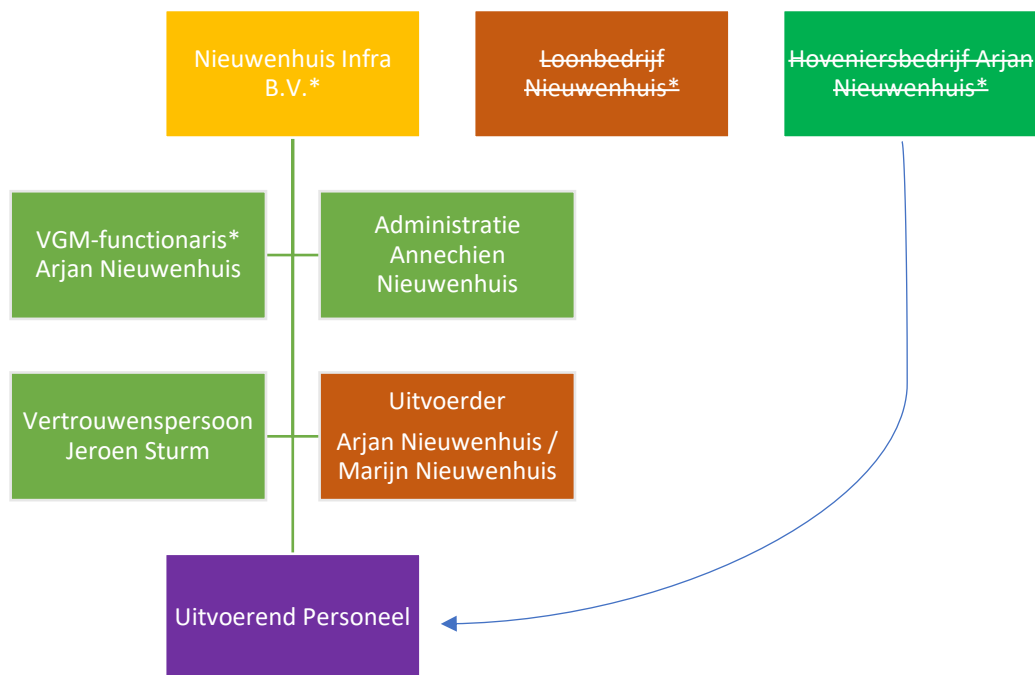 Nieuwenhuis Infra
B.V.*
Loonbedrijf
Nieuwenhuis*
Hoveniersbedrijf Arjan
Nieuwenhuis*
VGM-functionaris*
Arjan Nieuwenhuis
Administratie
Annechien
Nieuwenhuis
Vertrouwenspersoon
Jeroen Sturm
Uitvoerder
Arjan Nieuwenhuis /
Marijn Nieuwenhuis
Uitvoerend Personeel